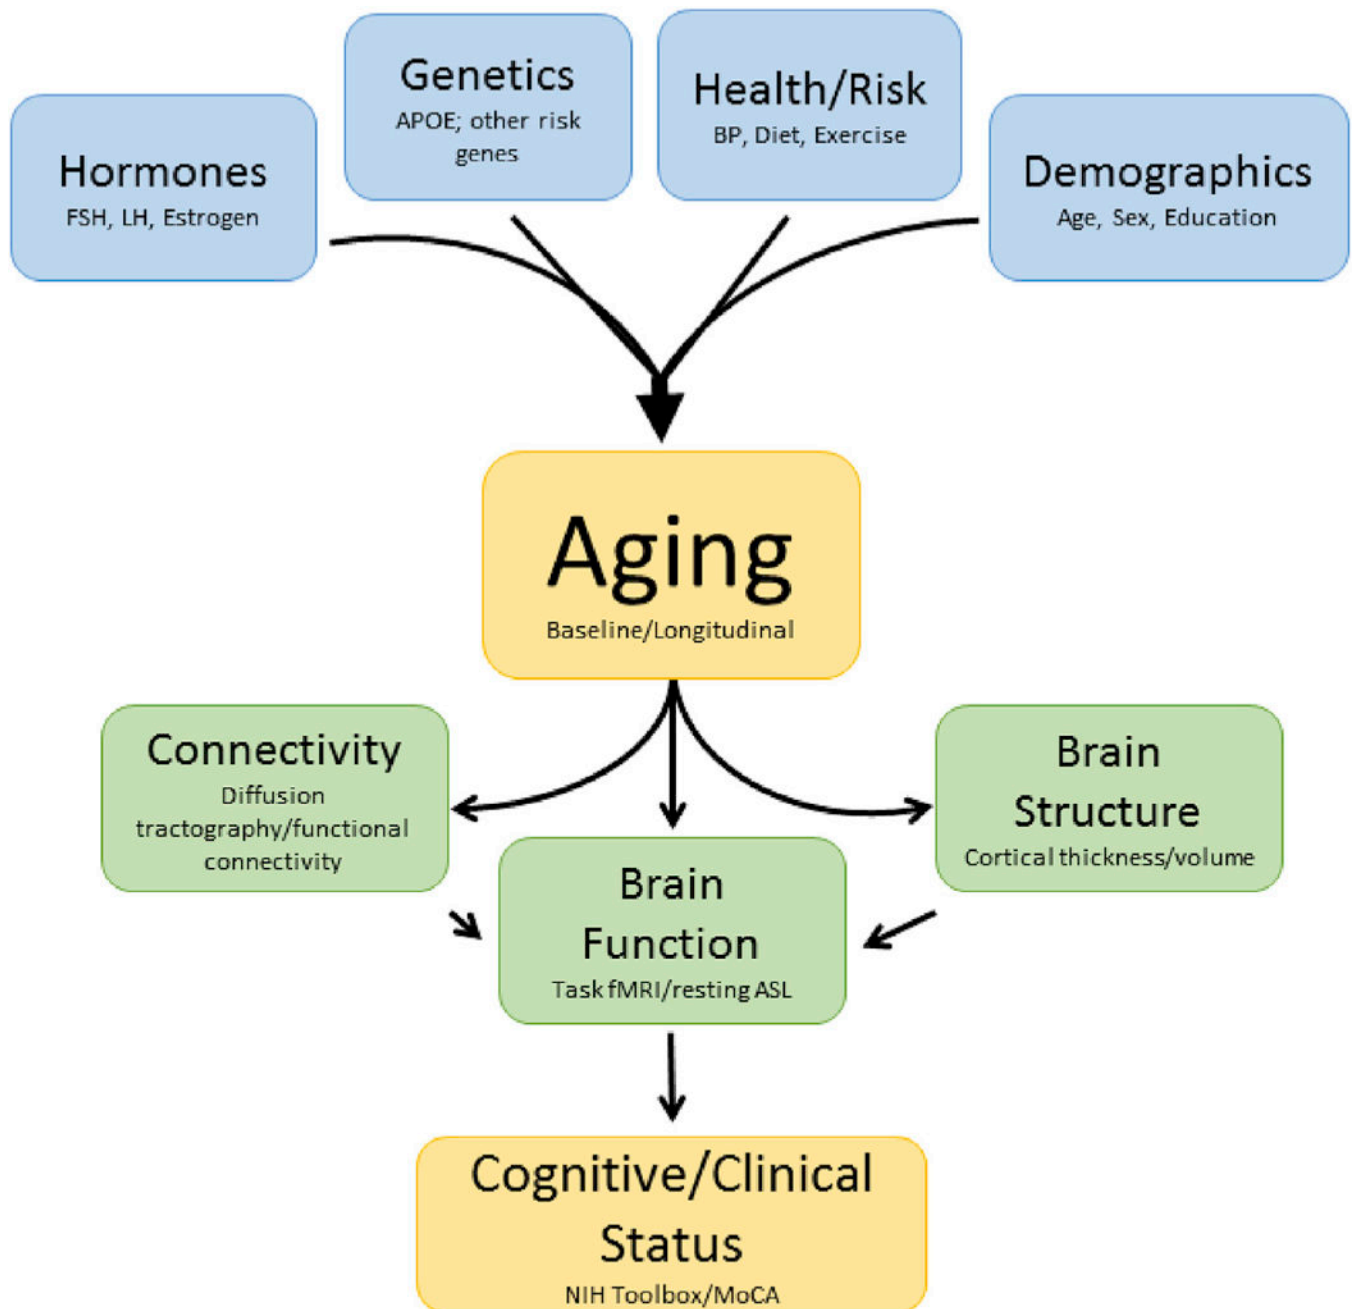 Genetics
APOE; other risk
genes
Health/Risk
BP, Diet, Exercise
Hormones
FSH, LH, Estrogen
Demographics
Age, Sex, Education
Aging
Baseline/Longitudinal
Connectivity
Diffusion
tractography/functional
connectivity
Brain
Structure
Cortical thickness/volume
Brain
Function
Task fMRI/resting ASL
Cognitive/Clinical
Status
NIH Toolbox/MoCA